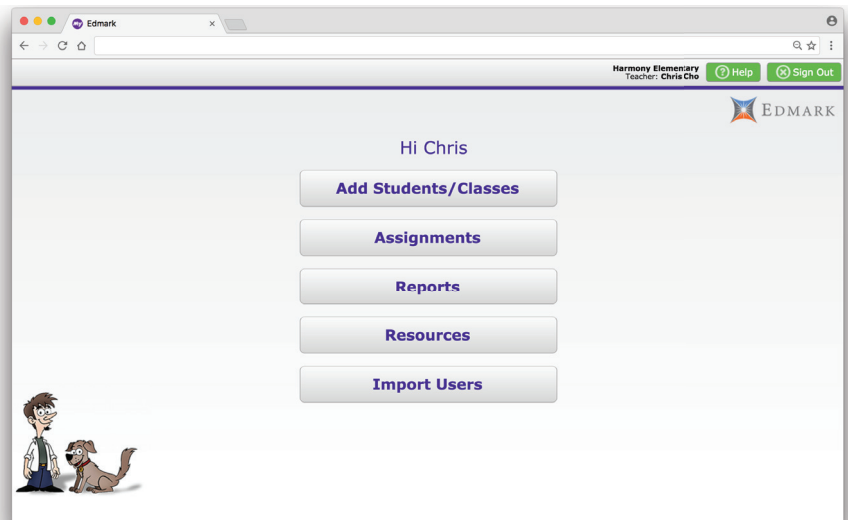 My Edmark
Harmony Elementary
Teacher: Chris Cho
? Help
Sign Out
EDMARK
Hi Chris
Add Students/Classes
Assignments
Reports
Resources
Import Users